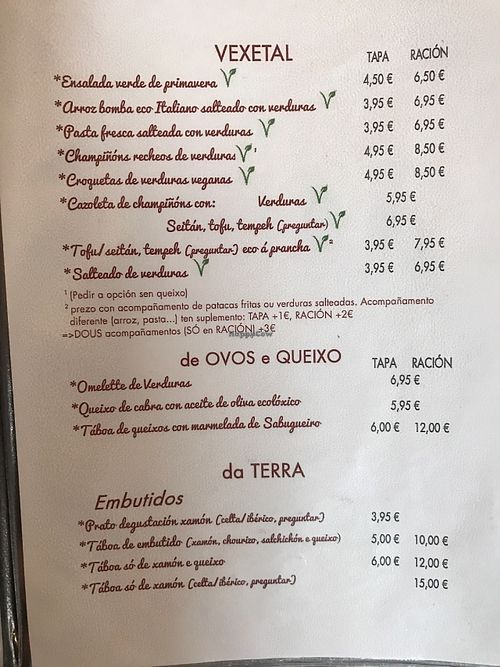 VEXETAL TAPA RACIÓN
*Ensalada verde de primavera 4,50 € 6,50 €
*Arroz bomba eco Italiano salteado con verduras 3,95 € 6,95 €
*Pasta fresca salteada con verduras 3,95 € 6,95 €
*Champiñóns recheos de verduras ¹ 4,95 € 8,50 €
*Croquetas de verduras veganas 4,95 € 8,50 €
*Cazoleta de champiñóns con: Verduras 5,95 €
Seitán, tofu, tempeh (preguntar) 6,95 €
*Tofu/seitán, tempeh (preguntar) eco á prancha ² 3,95 € 7,95 €
*Salteado de verduras 3,95 € 6,95 €
¹ (Pedir a opción sen queixo)
² prezo con acompañamento de patacas fritas ou verduras salteadas. Acompañamento
diferente (arroz, pasta...) ten suplemento: TAPA +1€, RACIÓN +2€
=>DOUS acompañamentos (SÓ en RACIÓN) +3€
HappyCow
de OVOS e QUEIXO TAPA RACIÓN
*Omelette de Verduras 6,95 €
*Queixo de cabra con aceite de oliva ecolóxico 5,95 €
*Táboa de queixos con marmelada de Sabugueiro 6,00 € 12,00 €
da TERRA
Embutidos
*Prato degustación xamón (celta/ibérico, preguntar) 3,95 €
*Táboa de embutido (xamón, chourizo, salchichón e queixo) 5,00 € 10,00 €
*Táboa só de xamón e queixo 6,00 € 12,00 €
*Táboa só de xamón (celta/ibérico, preguntar) 15,00 €